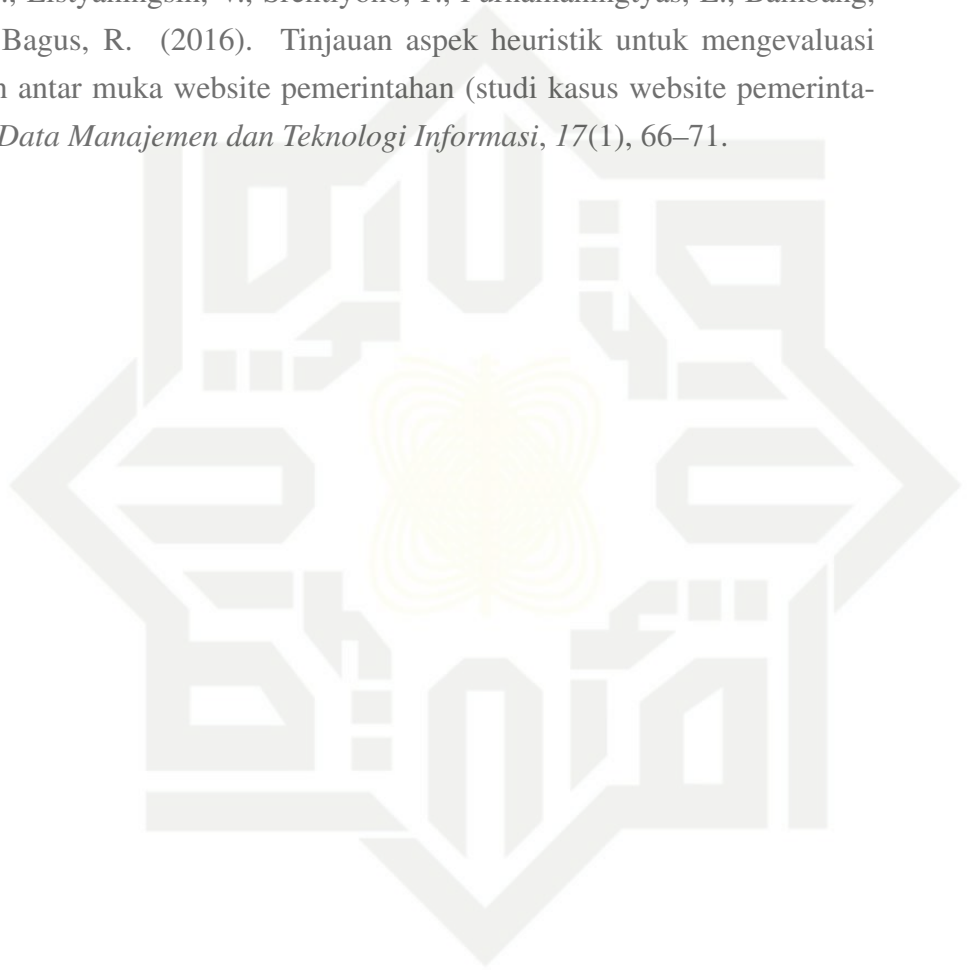 Bambang,
Bagus, R. (2016). Tinjauan aspek heuristik untuk mengevaluasi
antar muka website pemerintahan (studi kasus website pemerinta-
Data Manajemen dan Teknologi Informasi, 17(1), 66–71.